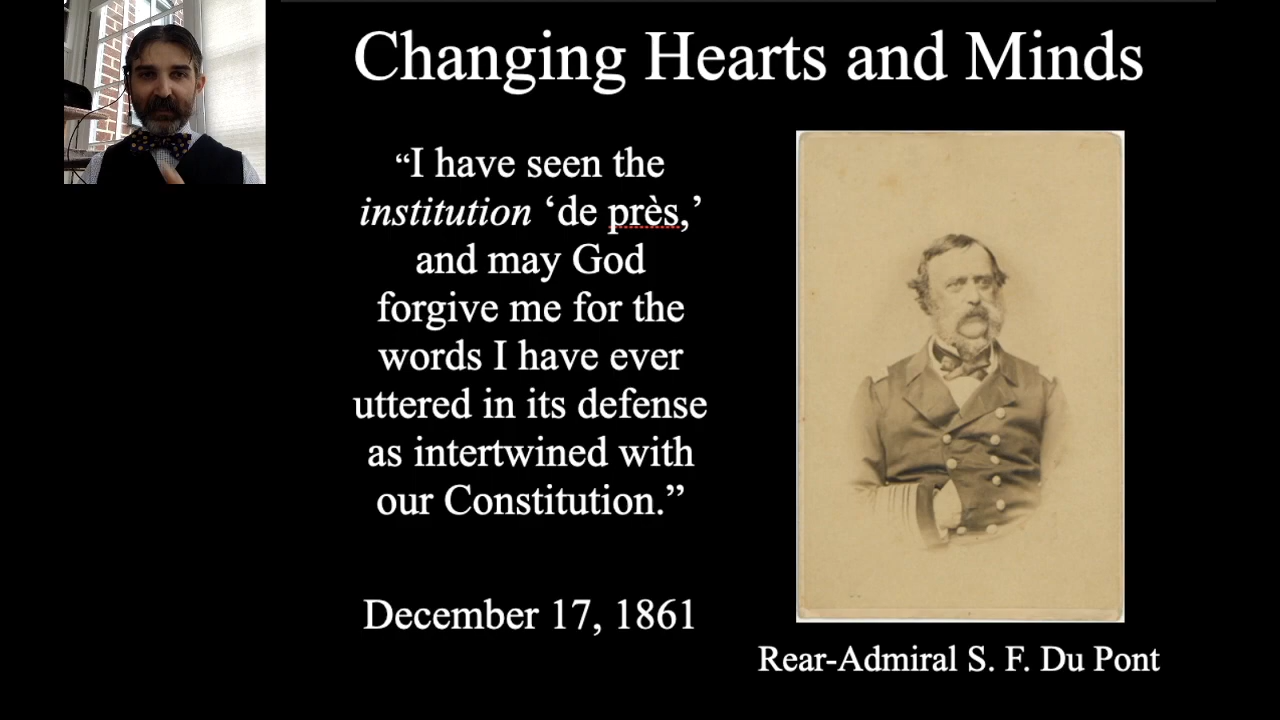 Changing Hearts and Minds
“I have seen the
institution ‘de près,’
and may God
forgive me for the
words I have ever
uttered in its defense
as intertwined with
our Constitution.”
December 17, 1861
Rear-Admiral S. F. Du Pont